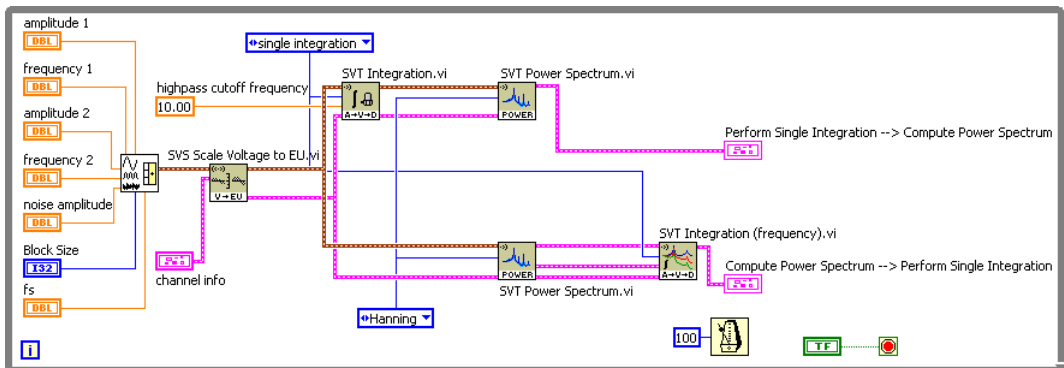 amplitude 1
DBL
frequency 1
DBL
amplitude 2
DBL
frequency 2
DBL
noise amplitude
DBL
Block Size
I32
fs
DBL
i
single integration
highpass cutoff frequency
10.00
SVT Integration.vi
A→V→D
SVT Power Spectrum.vi
POWER
Perform Single Integration --> Compute Power Spectrum
SVS Scale Voltage to EU.vi
V→EU
channel info
SVT Integration (frequency).vi
A→V→D
POWER
SVT Power Spectrum.vi
Compute Power Spectrum --> Perform Single Integration
Hanning
100
TF